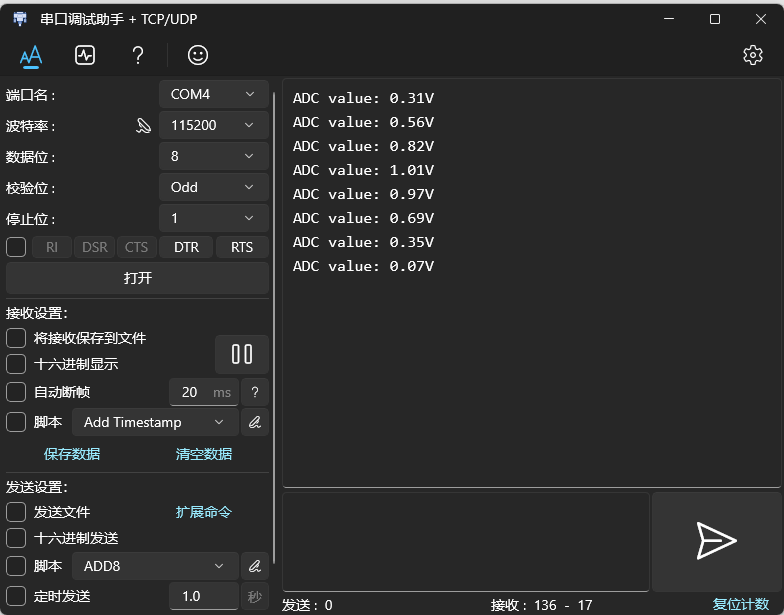 串口调试助手 + TCP/UDP
端口名： COM4
波特率： 115200
数据位： 8
校验位： Odd
停止位： 1
RI DSR CTS DTR RTS
打开
接收设置：
将接收保存到文件
十六进制显示
自动断帧 20 ms ?
脚本 Add Timestamp
保存数据 清空数据
发送设置：
发送文件 扩展命令
十六进制发送
脚本 ADD8
定时发送 1.0 秒
ADC value: 0.31V
ADC value: 0.56V
ADC value: 0.82V
ADC value: 1.01V
ADC value: 0.97V
ADC value: 0.69V
ADC value: 0.35V
ADC value: 0.07V
发送：0 接收：136 - 17 复位计数